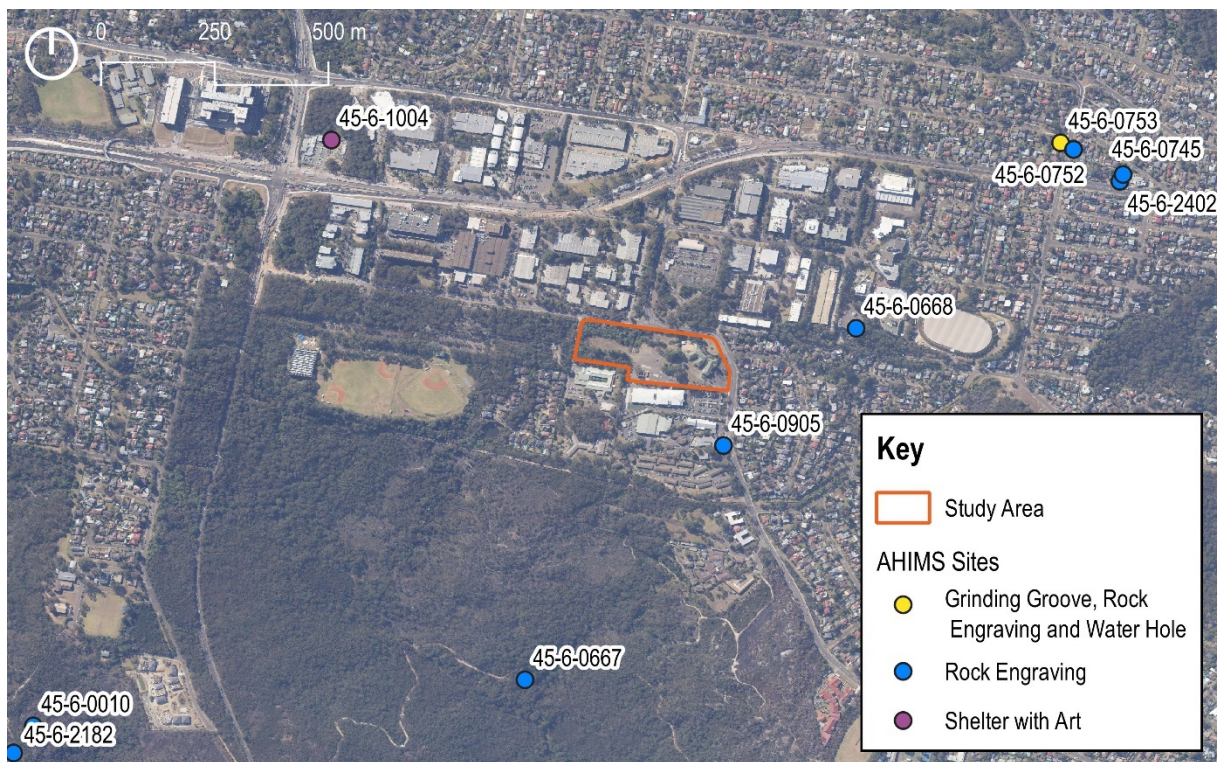 0 250 500 m
45-6-1004
45-6-0753
45-6-0745
45-6-0752
45-6-2402
45-6-0668
45-6-0905
45-6-0667
45-6-0010
45-6-2182
Key
Study Area
AHIMS Sites
Grinding Groove, Rock
Engraving and Water Hole
Rock Engraving
Shelter with Art